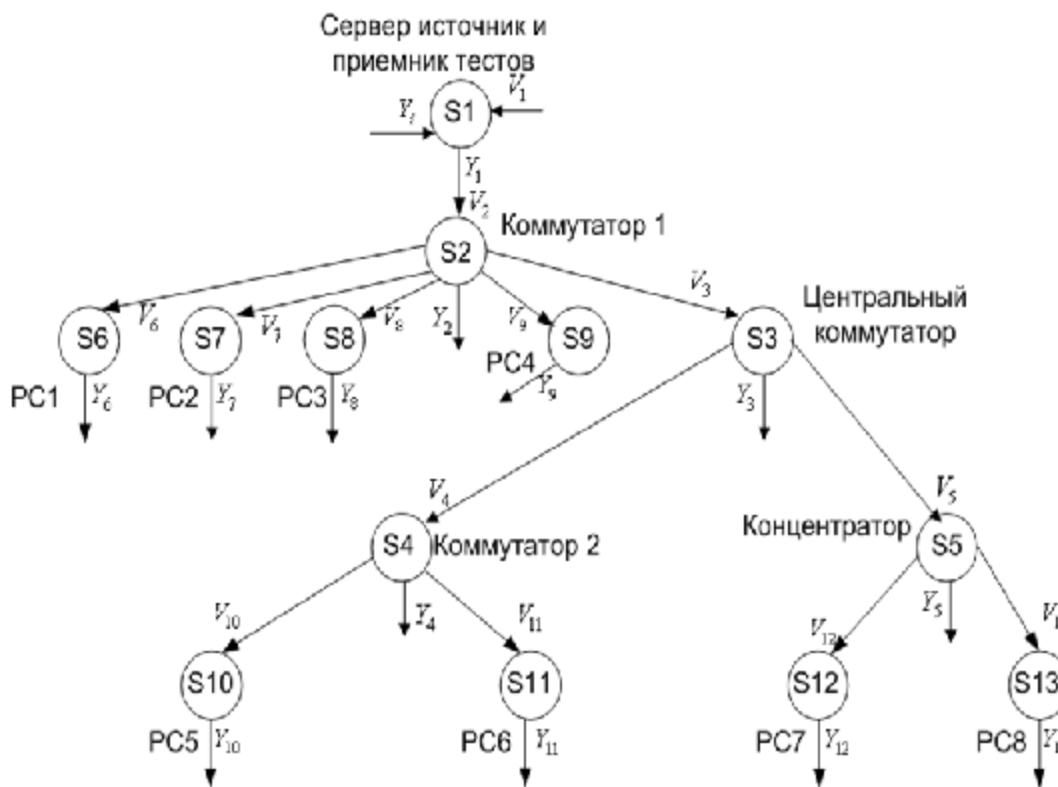 Сервер источник и
приемник тестов
V₁
S1
Yᵢ
Y₁
V₂
Коммутатор 1
S2
V₃
Центральный
коммутатор
V₆
V₇
V₈
Y₂
V₉
S6
S7
S8
S9
S3
PC4
PC1
Y₆
PC2
Y₇
PC3
Y₈
Y₉
Y₃
V₄
V₅
Концентратор
S4
Коммутатор 2
S5
V₁₀
Y₄
V₁₁
V₁₂
Y₅
V₁
S10
S11
S12
S13
PC5
Y₁₀
PC6
Y₁₁
PC7
Y₁₂
PC8
Y₁